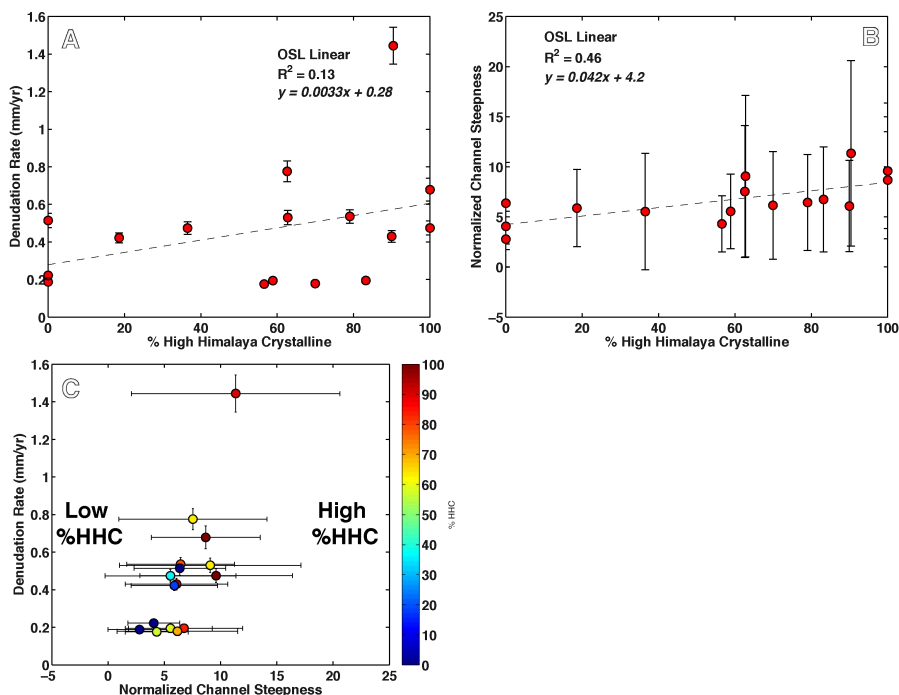 A
OSL Linear
R² = 0.13
y = 0.0033x + 0.28
1.6
1.4
1.2
1
0.8
0.6
0.4
0.2
0
0 20 40 60 80 100
Denudation Rate (mm/yr)
% High Himalaya Crystalline
B
OSL Linear
R² = 0.46
y = 0.042x + 4.2
25
20
15
10
5
0
−5
0 20 40 60 80 100
Normalized Channel Steepness
% High Himalaya Crystalline
C
Low
%HHC
High
%HHC
1.6
1.4
1.2
1
0.8
0.6
0.4
0.2
0
−5 0 5 10 15 20 25
Denudation Rate (mm/yr)
Normalized Channel Steepness
100
90
80
70
60
50
40
30
20
10
0
% HHC